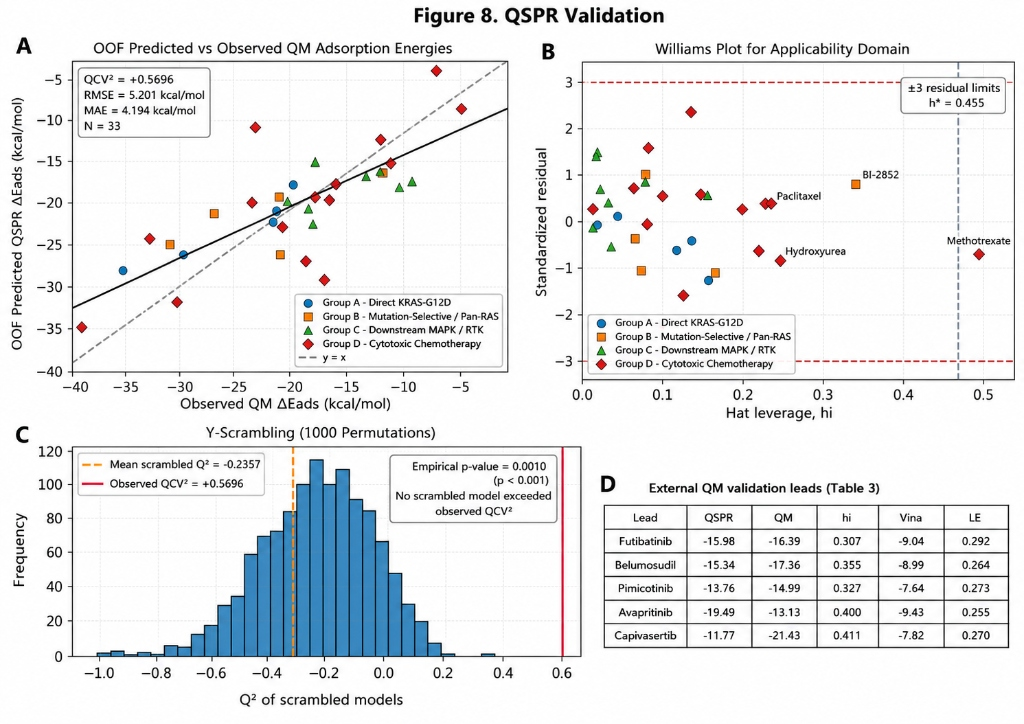 Figure 8. QSPR Validation
A
OOF Predicted vs Observed QM Adsorption Energies
QCV² = +0.5696
RMSE = 5.201 kcal/mol
MAE = 4.194 kcal/mol
N = 33
−5
−10
−15
−20
−25
−30
−35
−40
OOF Predicted QSPR ΔEads (kcal/mol)
Group A - Direct KRAS-G12D
Group B - Mutation-Selective / Pan-RAS
Group C - Downstream MAPK / RTK
Group D - Cytotoxic Chemotherapy
y = x
−40 −35 −30 −25 −20 −15 −10 −5
Observed QM ΔEads (kcal/mol)
B
Williams Plot for Applicability Domain
±3 residual limits
h* = 0.455
3
2
1
0
−1
−2
−3
Standardized residual
BI-2852
Paclitaxel
Methotrexate
Hydroxyurea
Group A - Direct KRAS-G12D
Group B - Mutation-Selective / Pan-RAS
Group C - Downstream MAPK / RTK
Group D - Cytotoxic Chemotherapy
0.0 0.1 0.2 0.3 0.4 0.5
Hat leverage, hi
C
Y-Scrambling (1000 Permutations)
Mean scrambled Q² = -0.2357
Observed QCV² = +0.5696
Empirical p-value = 0.0010
(p < 0.001)
No scrambled model exceeded
observed QCV²
120
100
80
60
40
20
0
Frequency
−1.0 −0.8 −0.6 −0.4 −0.2 0.0 0.2 0.4 0.6
Q² of scrambled models
D
External QM validation leads (Table 3)
Lead QSPR QM hi Vina LE
Futibatinib -15.98 -16.39 0.307 -9.04 0.292
Belumosudil -15.34 -17.36 0.355 -8.99 0.264
Pimicotinib -13.76 -14.99 0.327 -7.64 0.273
Avapritinib -19.49 -13.13 0.400 -9.43 0.255
Capivasertib -11.77 -21.43 0.411 -7.82 0.270